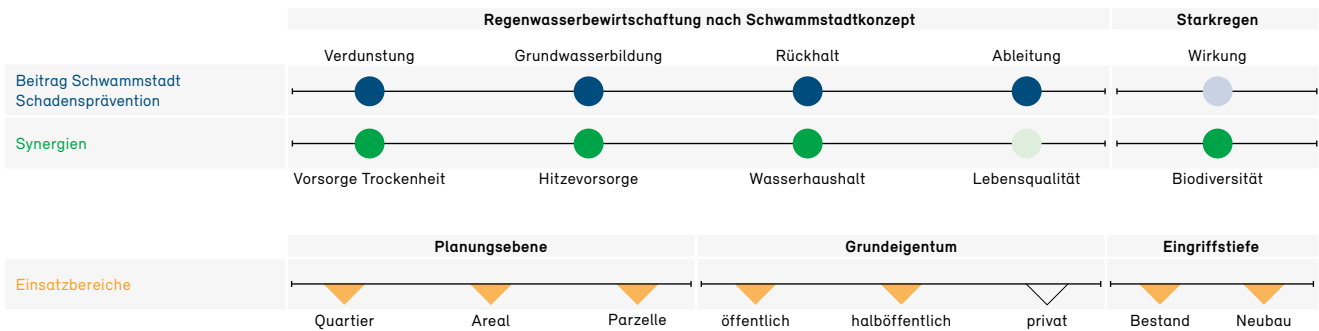 Regenwasserbewirtschaftung nach Schwammstadtkonzept
Starkregen
Verdunstung
Grundwasserbildung
Rückhalt
Ableitung
Wirkung
Beitrag Schwammstadt
Schadensprävention
Synergien
Vorsorge Trockenheit
Hitzevorsorge
Wasserhaushalt
Lebensqualität
Biodiversität
Planungsebene
Grundeigentum
Eingriffstiefe
Einsatzbereiche
Quartier
Areal
Parzelle
öffentlich
halböffentlich
privat
Bestand
Neubau